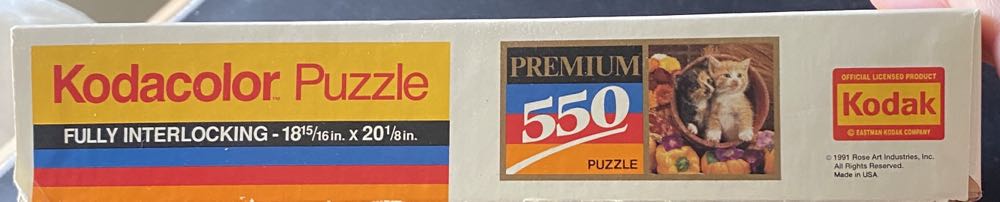 Kodacolor™ Puzzle
FULLY INTERLOCKING - 18 15/16 in. x 20 1/8 in.
PREMIUM
550
PUZZLE
OFFICIAL LICENSED PRODUCT
Kodak
© EASTMAN KODAK COMPANY
© 1991 Rose Art Industries, Inc.
All Rights Reserved.
Made in USA